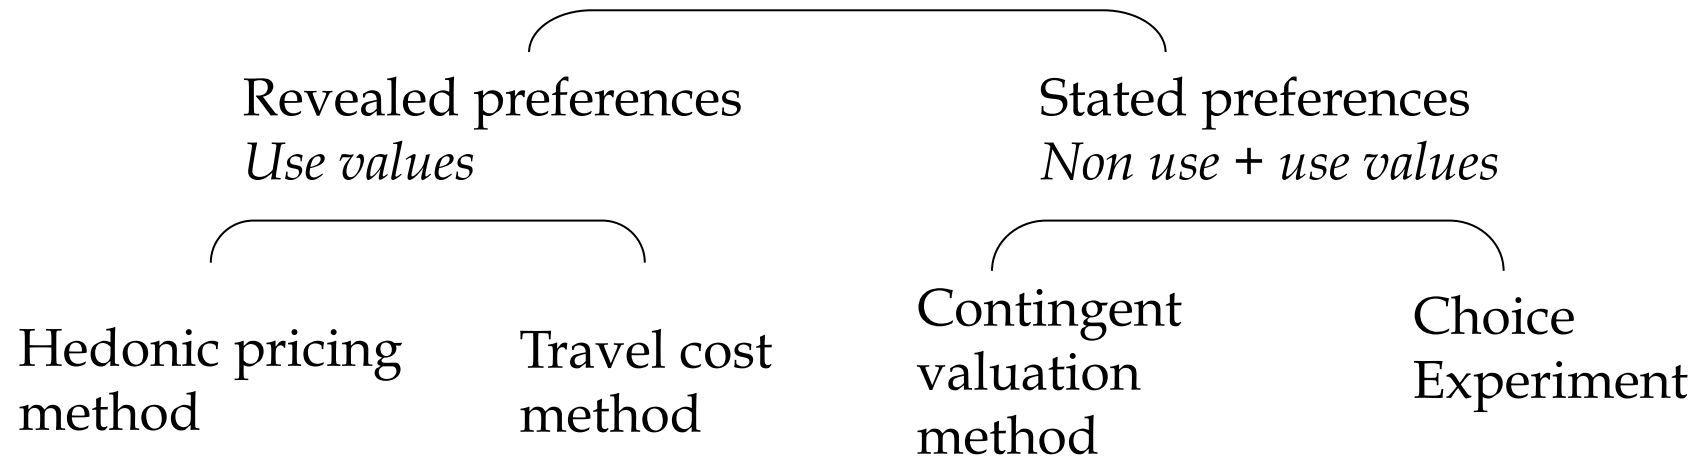 Revealed preferences
Use values
Stated preferences
Non use + use values
Hedonic pricing
method
Travel cost
method
Contingent
valuation
method
Choice
Experiment